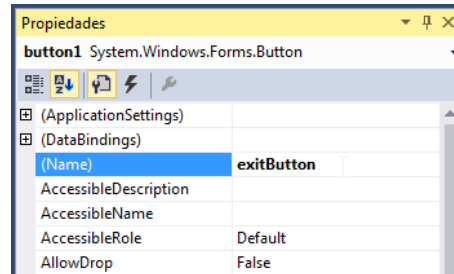 Propiedades
button1 System.Windows.Forms.Button
(ApplicationSettings)
(DataBindings)
(Name) exitButton
AccessibleDescription
AccessibleName
AccessibleRole Default
AllowDrop False